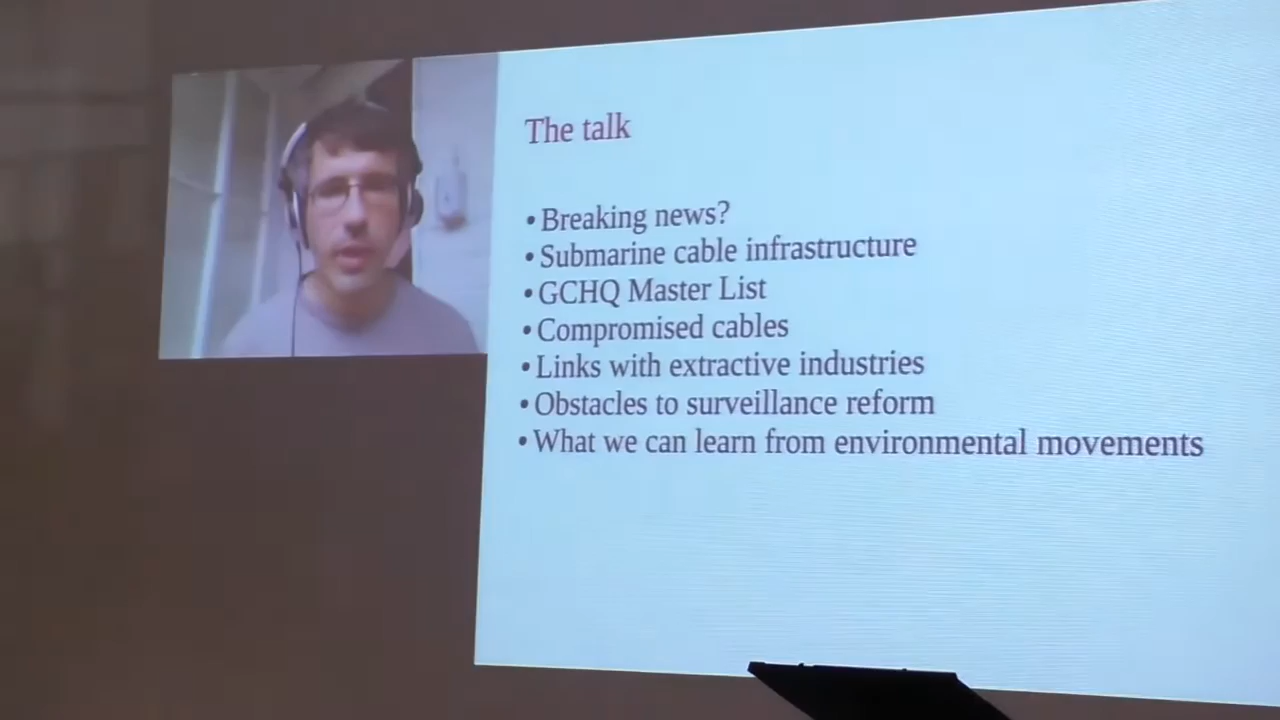 The talk
• Breaking news?
• Submarine cable infrastructure
• GCHQ Master List
• Compromised cables
• Links with extractive industries
• Obstacles to surveillance reform
• What we can learn from environmental movements